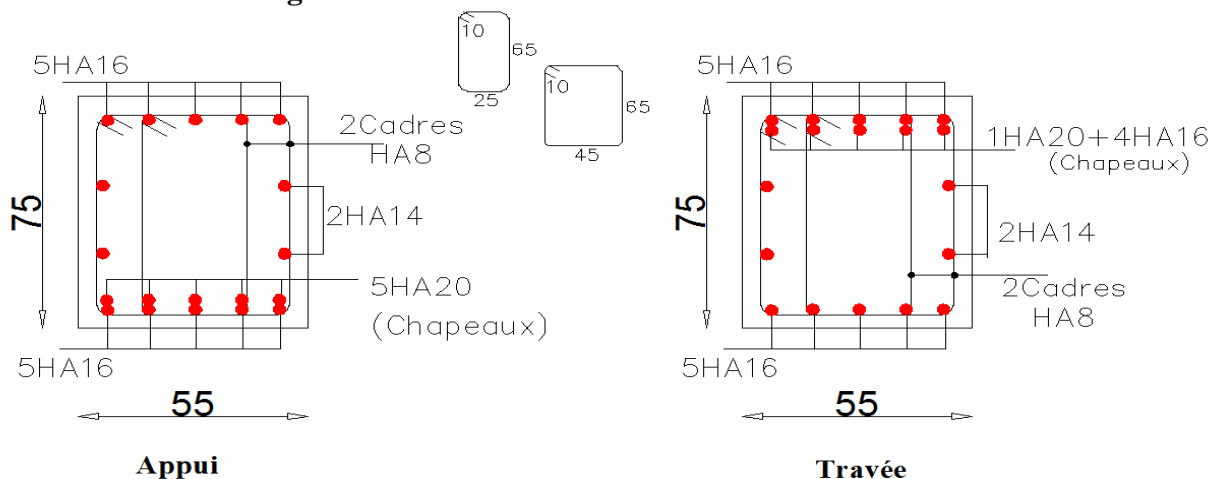 g
5HA16
75
2Cadres
HA8
2HA14
5HA20
(Chapeaux)
5HA16
55
Appui
10
65
25
10
65
45
5HA16
75
1HA20+4HA16
(Chapeaux)
2HA14
2Cadres
HA8
5HA16
55
Travée